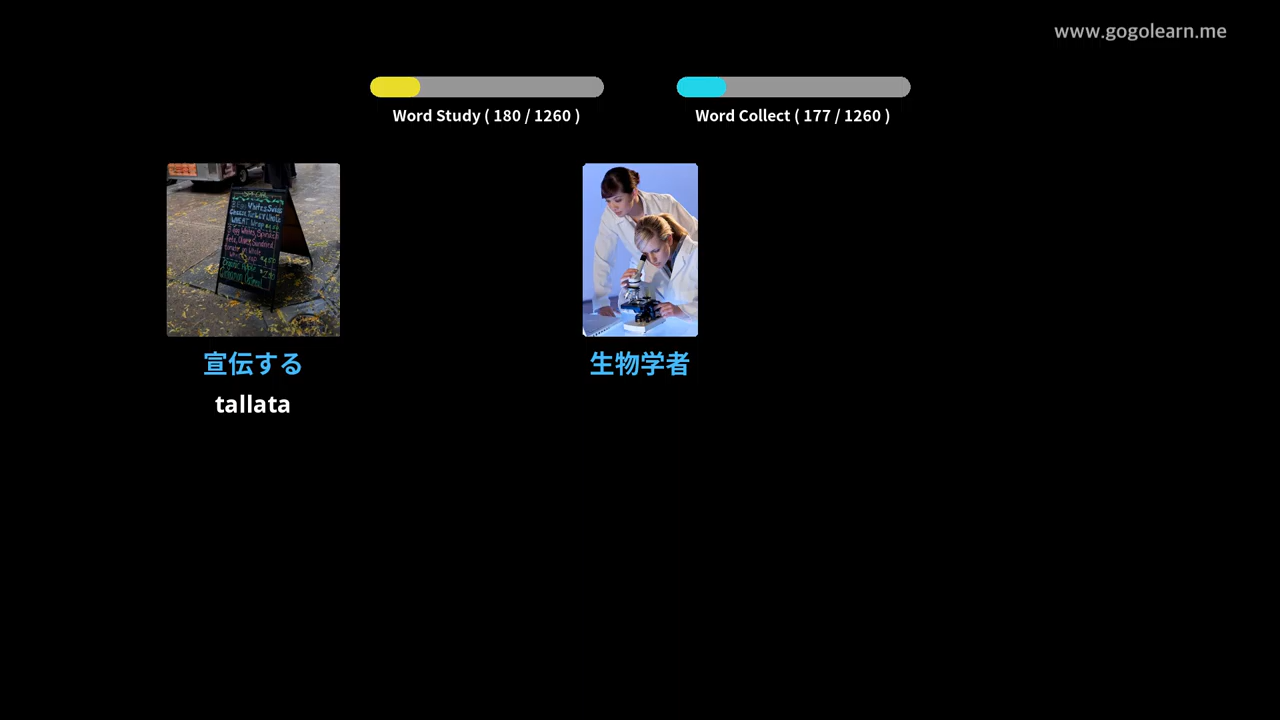 www.gogolearn.me
Word Study ( 180 / 1260 )
Word Collect ( 177 / 1260 )
宣伝する
生物学者
tallata